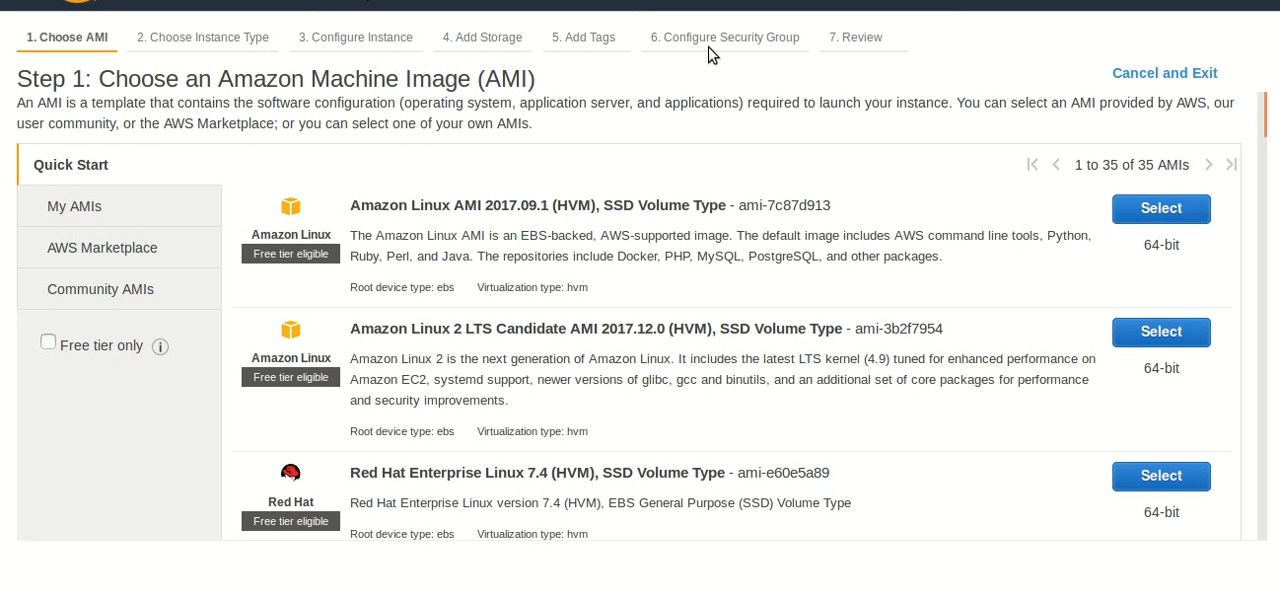 1. Choose AMI 2. Choose Instance Type 3. Configure Instance 4. Add Storage 5. Add Tags 6. Configure Security Group 7. Review
Step 1: Choose an Amazon Machine Image (AMI)
Cancel and Exit
An AMI is a template that contains the software configuration (operating system, application server, and applications) required to launch your instance. You can select an AMI provided by AWS, our
user community, or the AWS Marketplace; or you can select one of your own AMIs.
Quick Start
1 to 35 of 35 AMIs
My AMIs
AWS Marketplace
Community AMIs
Free tier only
Amazon Linux
Free tier eligible
Amazon Linux AMI 2017.09.1 (HVM), SSD Volume Type - ami-7c87d913
The Amazon Linux AMI is an EBS-backed, AWS-supported image. The default image includes AWS command line tools, Python,
Ruby, Perl, and Java. The repositories include Docker, PHP, MySQL, PostgreSQL, and other packages.
Root device type: ebs Virtualization type: hvm
Select
64-bit
Amazon Linux
Free tier eligible
Amazon Linux 2 LTS Candidate AMI 2017.12.0 (HVM), SSD Volume Type - ami-3b2f7954
Amazon Linux 2 is the next generation of Amazon Linux. It includes the latest LTS kernel (4.9) tuned for enhanced performance on
Amazon EC2, systemd support, newer versions of glibc, gcc and binutils, and an additional set of core packages for performance
and security improvements.
Root device type: ebs Virtualization type: hvm
Select
64-bit
Red Hat
Free tier eligible
Red Hat Enterprise Linux 7.4 (HVM), SSD Volume Type - ami-e60e5a89
Red Hat Enterprise Linux version 7.4 (HVM), EBS General Purpose (SSD) Volume Type
Root device type: ebs Virtualization type: hvm
Select
64-bit